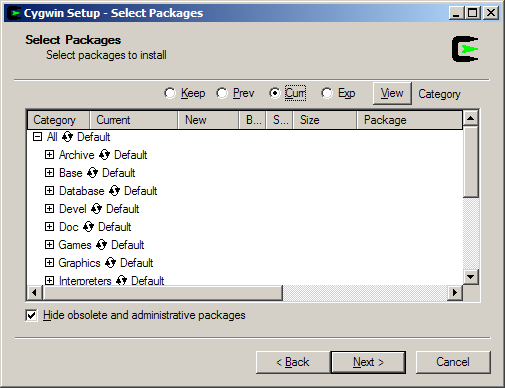 Cygwin Setup - Select Packages
Select Packages
Select packages to install
Keep Prev Curr Exp View Category
Category Current New B... S... Size Package
All Default
Archive Default
Base Default
Database Default
Devel Default
Doc Default
Games Default
Graphics Default
Interpreters Default
Hide obsolete and administrative packages
< Back Next > Cancel